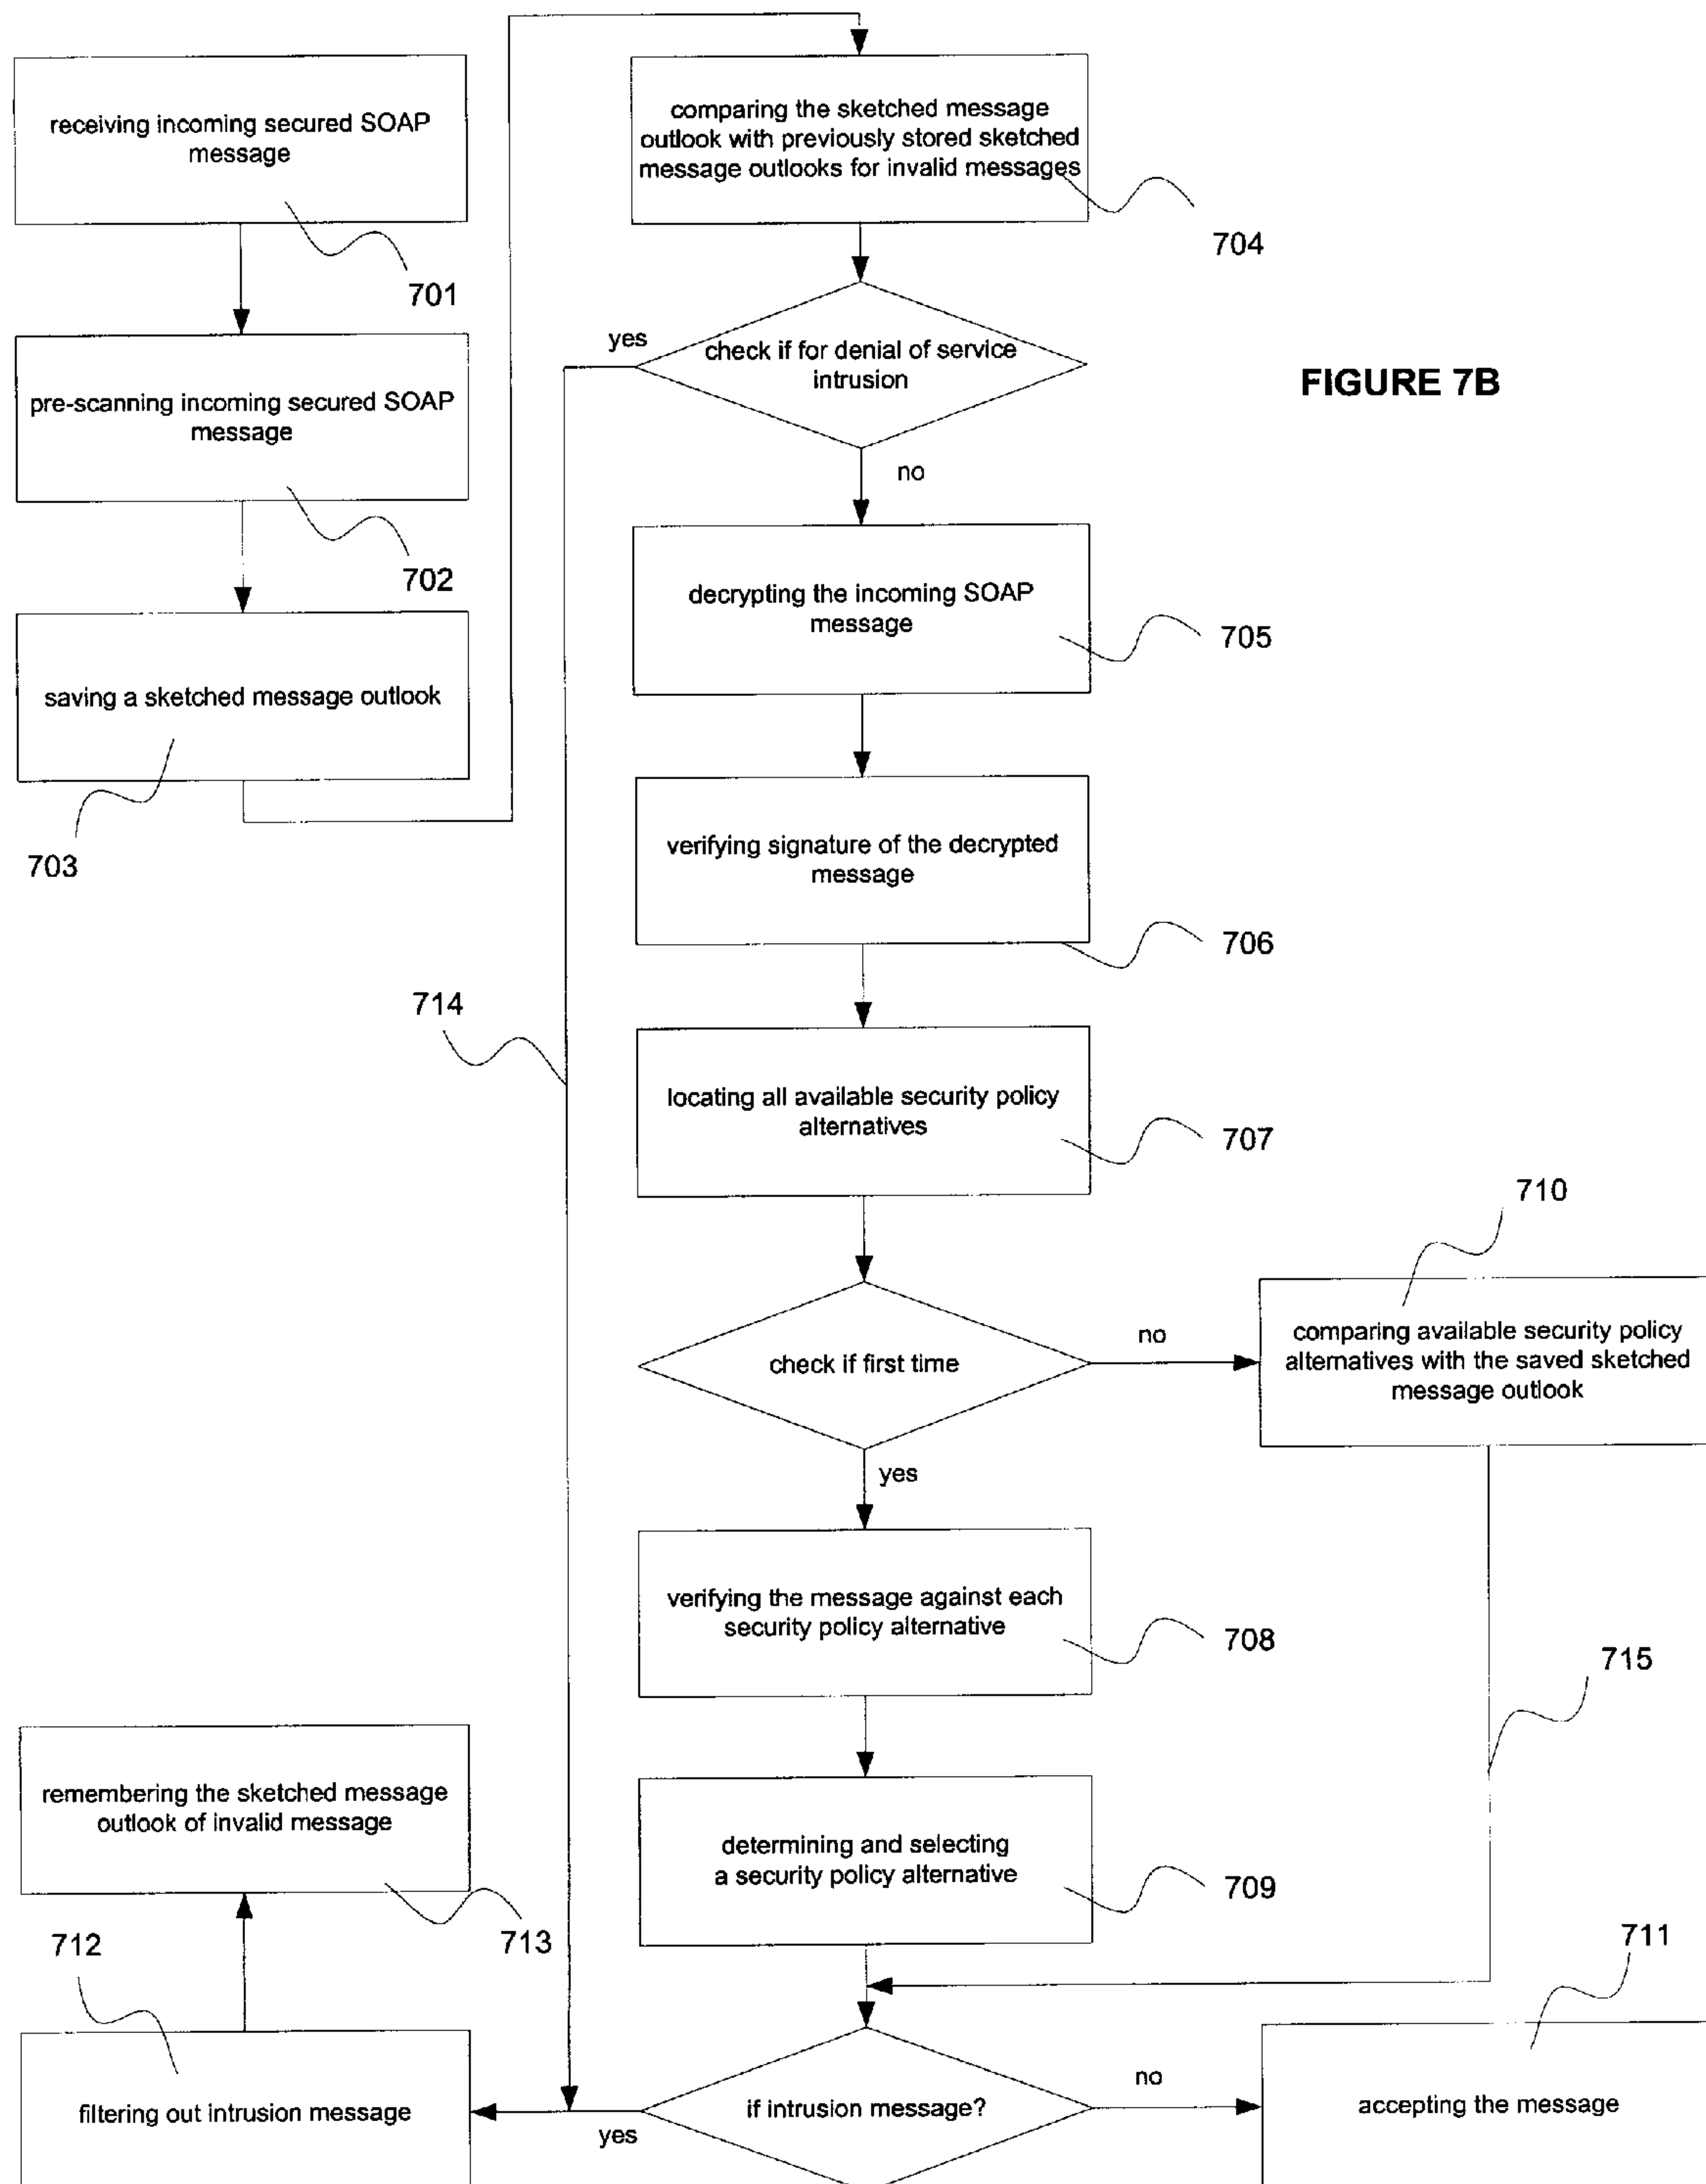 receiving incoming secured SOAP
message
701
pre-scanning incoming secured SOAP
message
702
saving a sketched message outlook
703
comparing the sketched message
outlook with previously stored sketched
message outlooks for invalid messages
704
yes
check if for denial of service
intrusion
no
FIGURE 7B
decrypting the incoming SOAP
message
705
verifying signature of the decrypted
message
706
714
locating all available security policy
alternatives
707
check if first time
no
710
comparing available security policy
alternatives with the saved sketched
message outlook
yes
verifying the message against each
security policy alternative
708
715
determining and selecting
a security policy alternative
709
remembering the sketched message
outlook of invalid message
713
712
filtering out intrusion message
yes
if intrusion message?
no
711
accepting the message